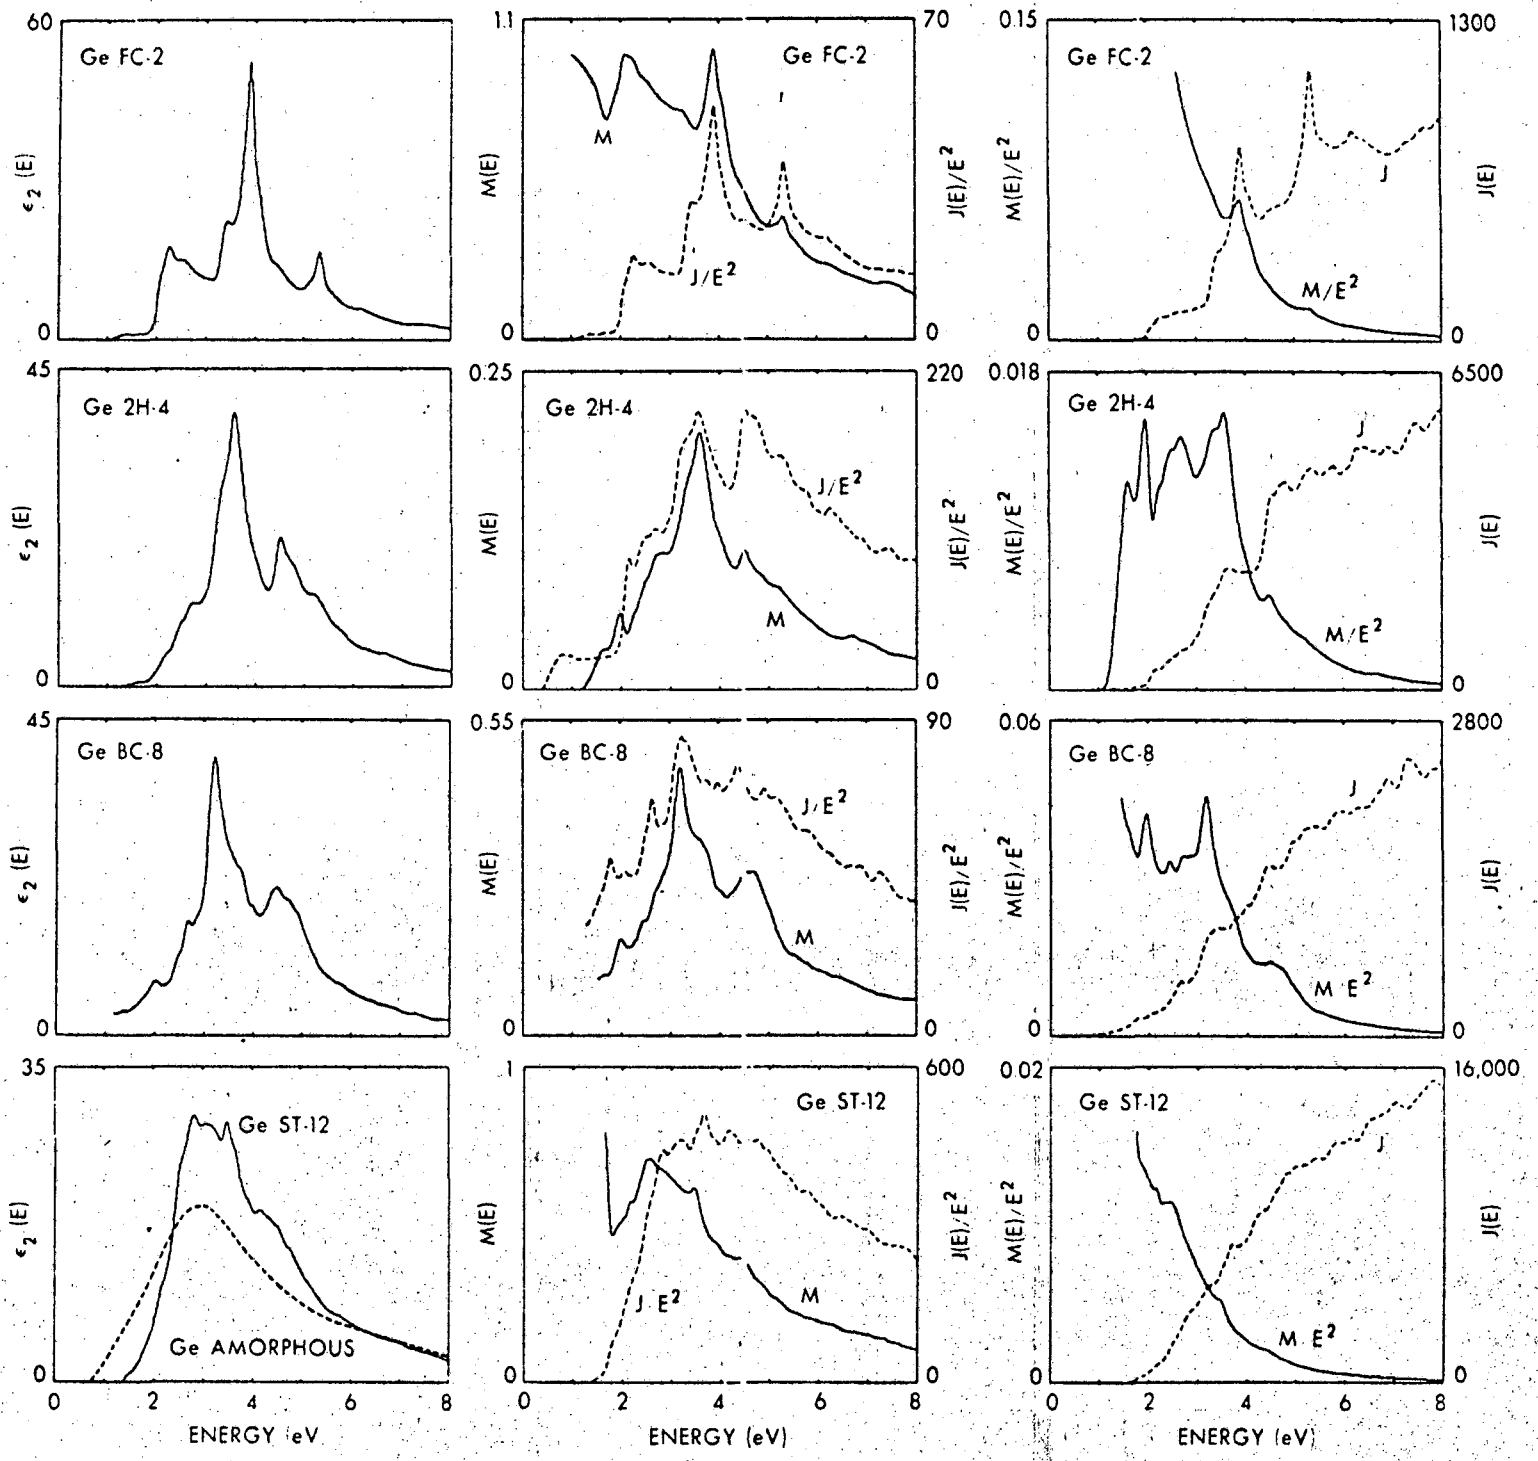 60
Ge FC-2
ϵ₂ (E)
0
1.1
70
Ge FC-2
M
J/E²
M(E)
J(E)/E²
0
0
0.15
1300
Ge FC-2
J
M/E²
M(E)/E²
J(E)
0
0
45
Ge 2H-4
ϵ₂ (E)
0
0.25
220
Ge 2H-4
J/E²
M
M(E)
J(E)/E²
0
0
0.018
6500
Ge 2H-4
J
M/E²
M(E)/E²
J(E)
0
0
45
Ge BC-8
ϵ₂ (E)
0
0.55
90
Ge BC-8
J/E²
M
M(E)
J(E)/E²
0
0
0.06
2800
Ge BC-8
J
M E²
M(E)/E²
J(E)
0
0
35
Ge ST-12
Ge AMORPHOUS
ϵ₂ (E)
0
0 2 4 6 8
ENERGY (eV
1
600
Ge ST-12
J E²
M
M(E)
J(E)/E²
0
0
0 2 4 6 8
ENERGY (eV)
0.02
16,000
Ge ST-12
J
M E²
M(E)/E²
J(E)
0
0
0 2 4 6 8
ENERGY (eV)